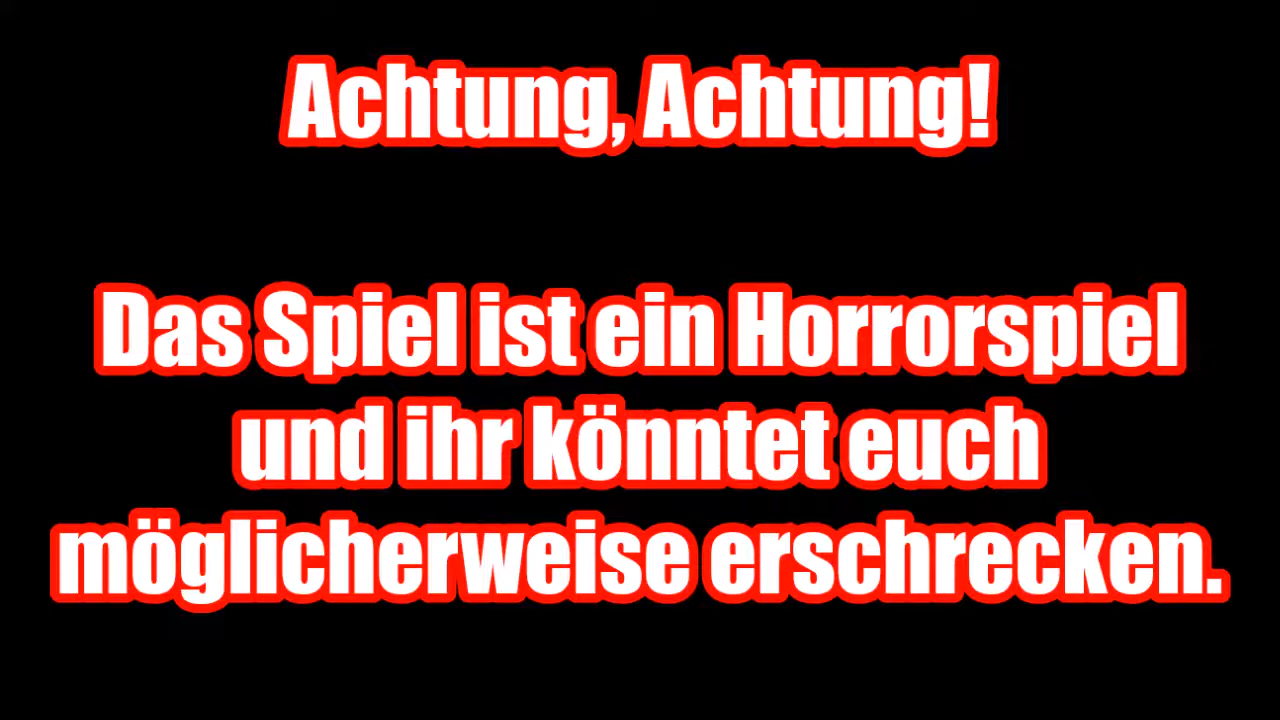 Achtung, Achtung!
Das Spiel ist ein Horrorspiel
und ihr könntet euch
möglicherweise erschrecken.